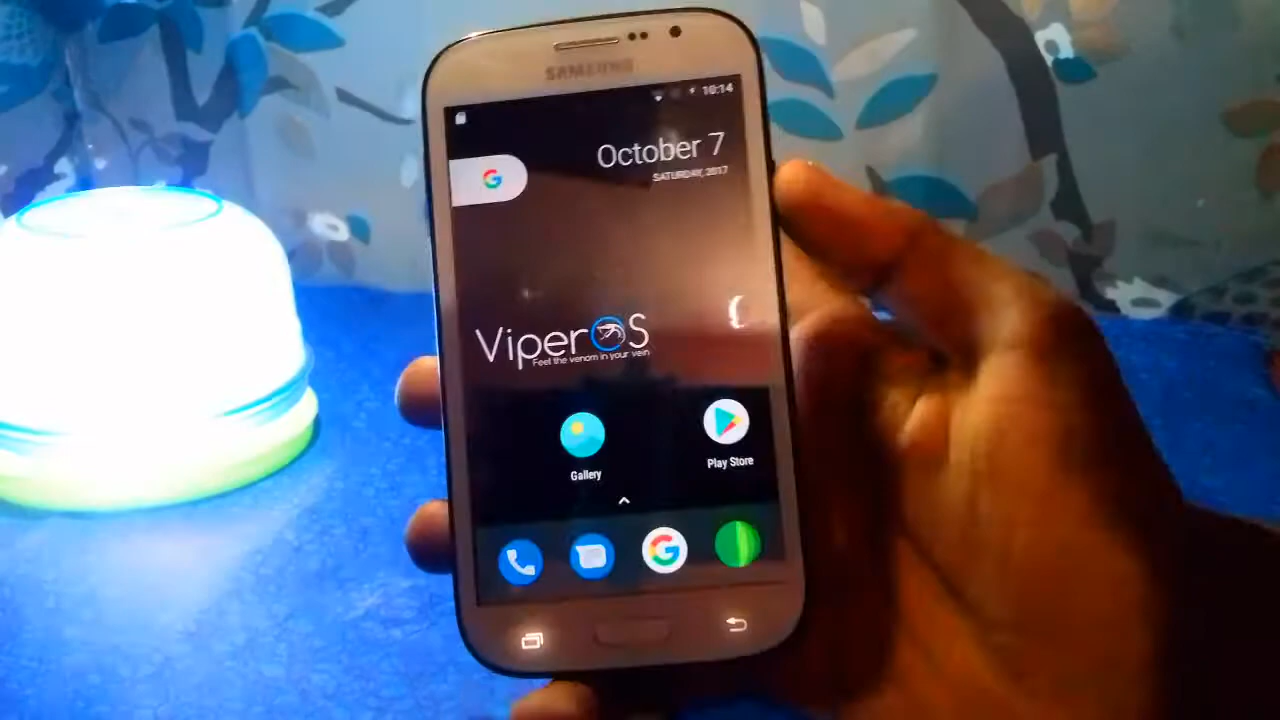 SAMSUNG
10:14
October 7
SATURDAY, 2017
G
ViperOS
Feel the venom in your vein
Gallery
Play Store
G